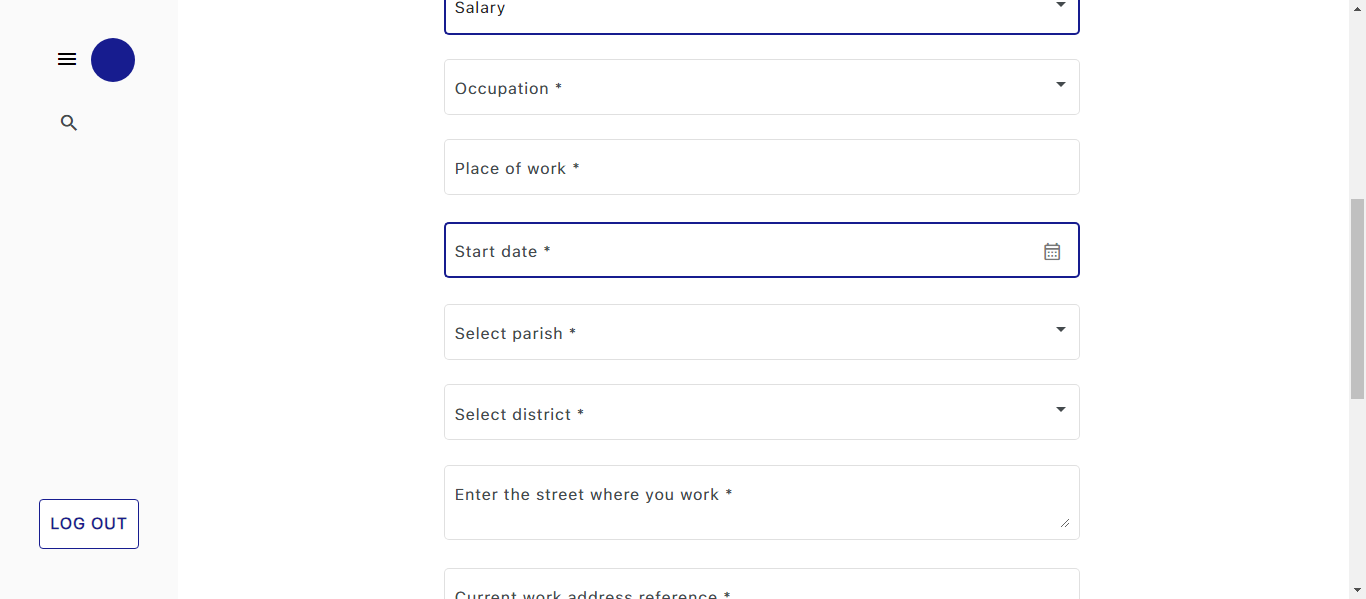 Salary
Occupation *
Place of work *
Start date *
Select parish *
Select district *
Enter the street where you work *
LOG OUT
Current work address reference *